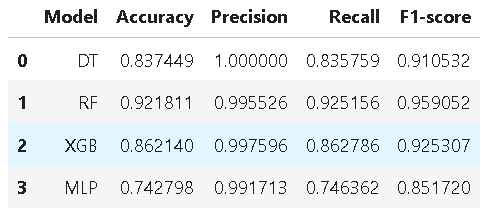 Model Accuracy Precision Recall F1-score
0 DT 0.837449 1.000000 0.835759 0.910532
1 RF 0.921811 0.995526 0.925156 0.959052
2 XGB 0.862140 0.997596 0.862786 0.925307
3 MLP 0.742798 0.991713 0.746362 0.851720